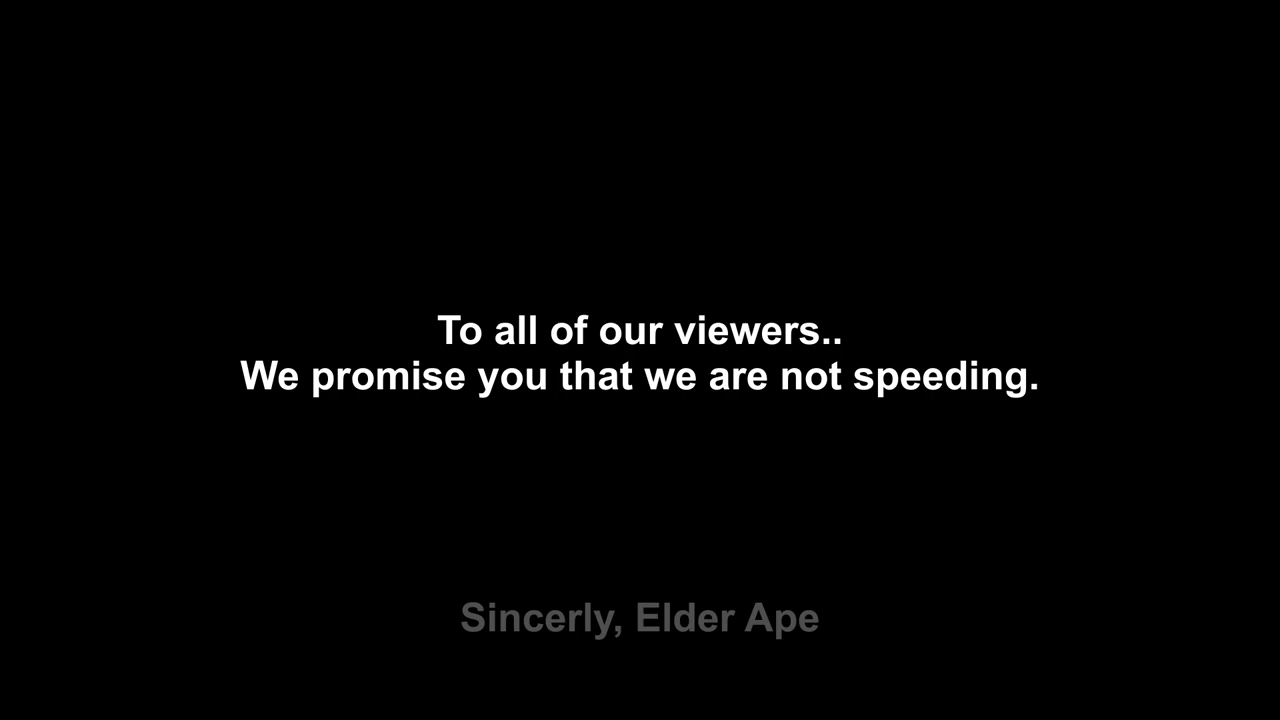 To all of our viewers..
We promise you that we are not speeding.
Sincerly, Elder Ape